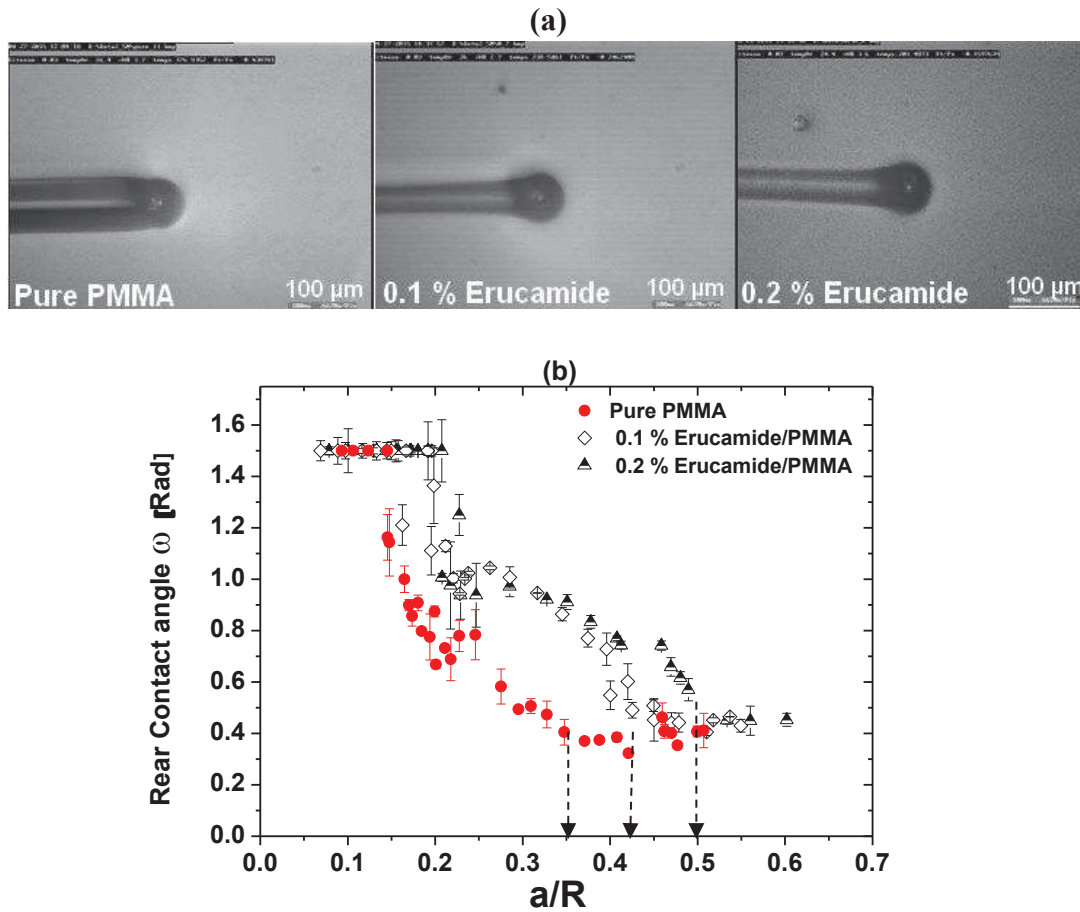 (a)
Pure PMMA
100 µm
0.1 % Erucamide
100 µm
0.2 % Erucamide
100 µm
(b)
Pure PMMA
0.1 % Erucamide/PMMA
0.2 % Erucamide/PMMA
Rear Contact angle ω [Rad]
1.6
1.4
1.2
1.0
0.8
0.6
0.4
0.2
0.0
0.0 0.1 0.2 0.3 0.4 0.5 0.6 0.7
a/R